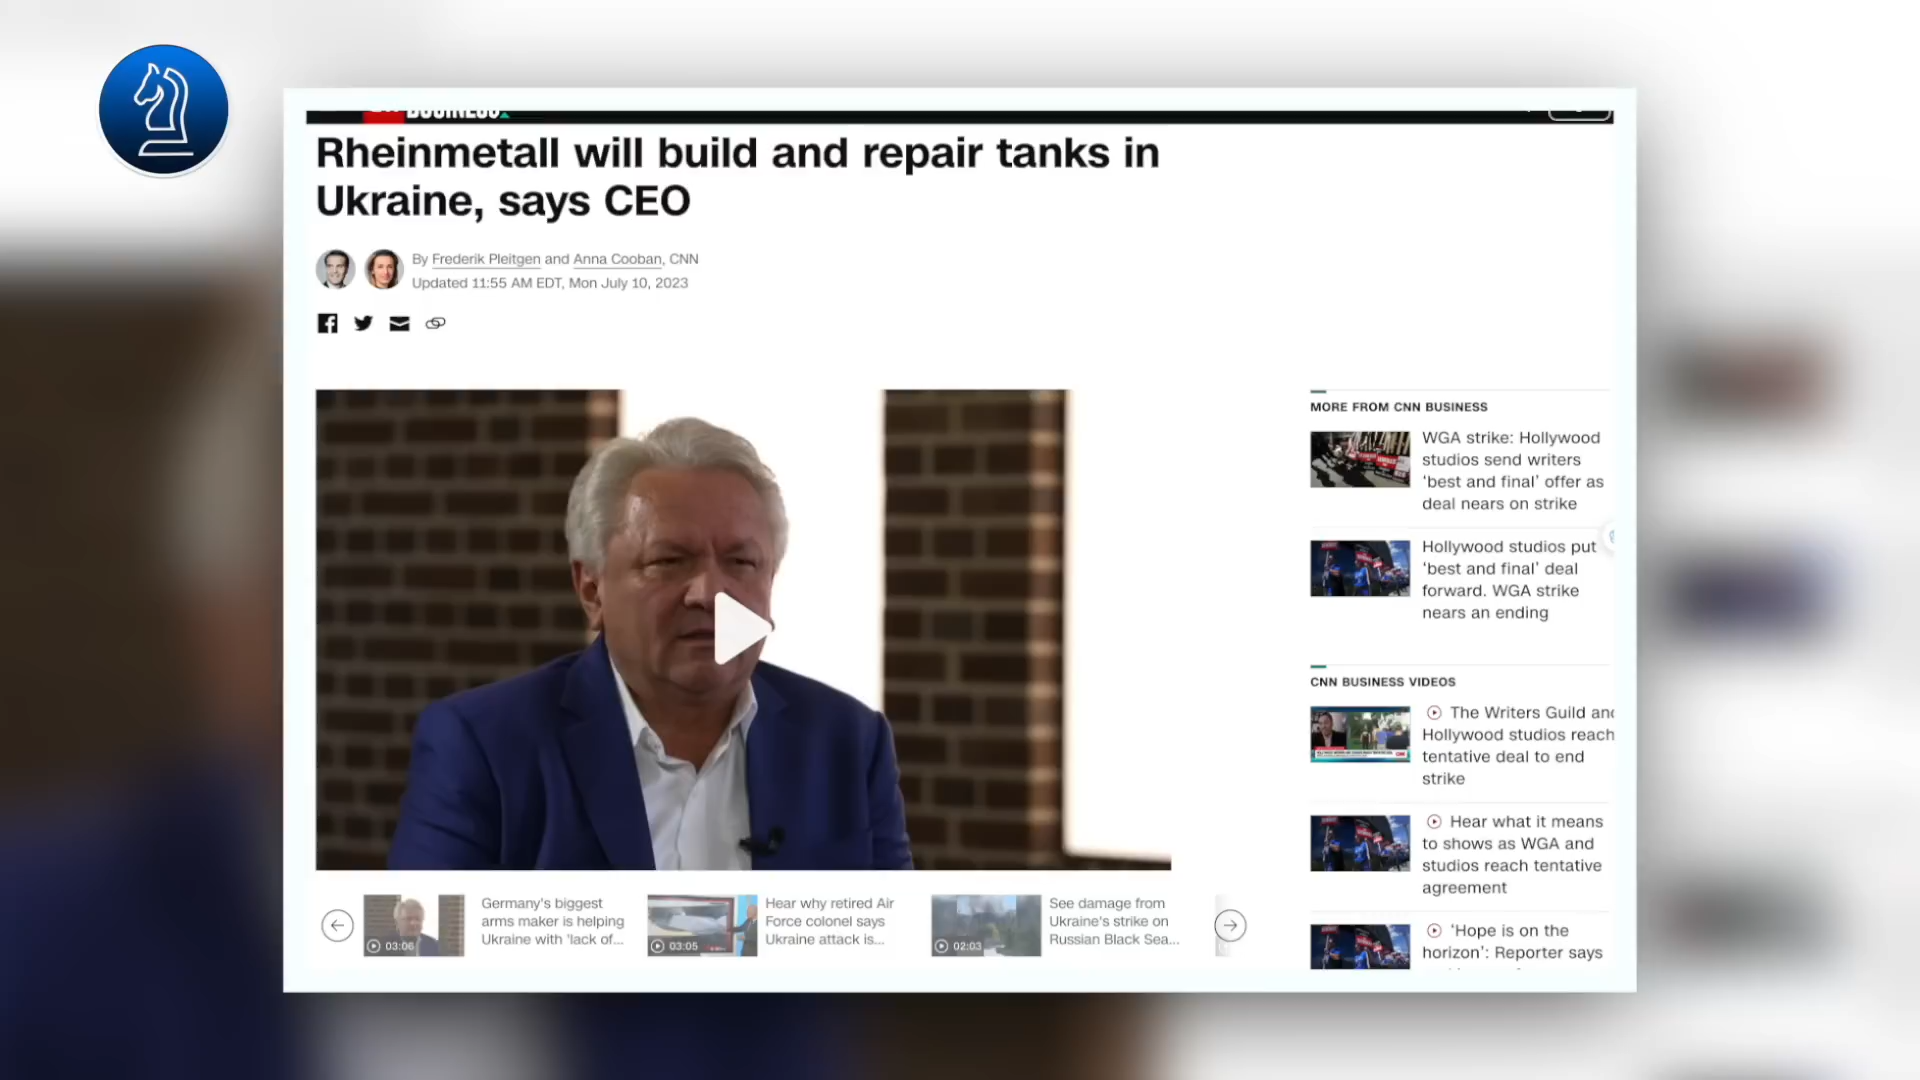 BUSINESS
Rheinmetall will build and repair tanks in
Ukraine, says CEO
By Frederik Pleitgen and Anna Cooban, CNN
Updated 11:55 AM EDT, Mon July 10, 2023
MORE FROM CNN BUSINESS
WGA strike: Hollywood
studios send writers
‘best and final’ offer as
deal nears on strike
Hollywood studios put
‘best and final’ deal
forward. WGA strike
nears an ending
CNN BUSINESS VIDEOS
The Writers Guild and
Hollywood studios reach
tentative deal to end
strike
Hear what it means
to shows as WGA and
studios reach tentative
agreement
‘Hope is on the
horizon’: Reporter says
03:06
Germany's biggest
arms maker is helping
Ukraine with 'lack of...
03:05
Hear why retired Air
Force colonel says
Ukraine attack is...
02:03
See damage from
Ukraine's strike on
Russian Black Sea...